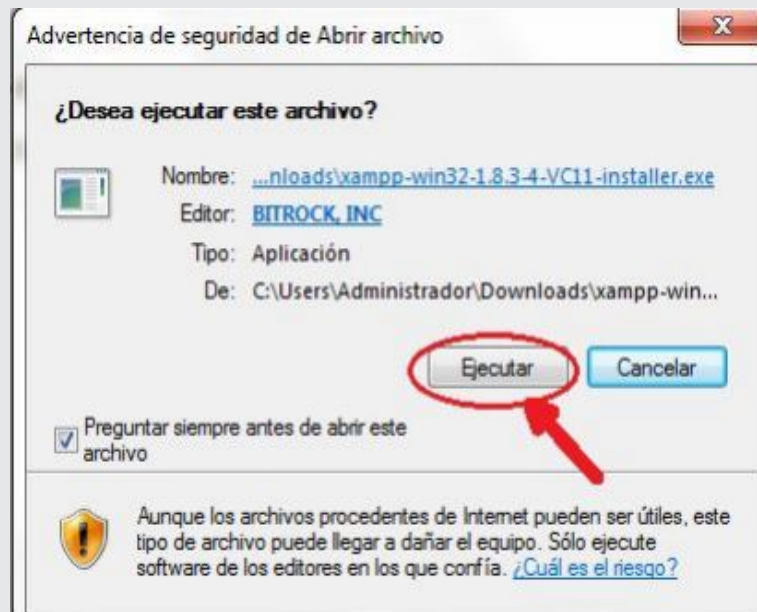 Advertencia de seguridad de Abrir archivo
¿Desea ejecutar este archivo?
Nombre: ...nloads\xampp-win32-1.8.3-4-VC11-installer.exe
Editor: BITROCK, INC
Tipo: Aplicación
De: C:\Users\Administrador\Downloads\xampp-win...
Ejecutar Cancelar
Preguntar siempre antes de abrir este
archivo
Aunque los archivos procedentes de Internet pueden ser útiles, este
tipo de archivo puede llegar a dañar el equipo. Sólo ejecute
software de los editores en los que confía. ¿Cuál es el riesgo?